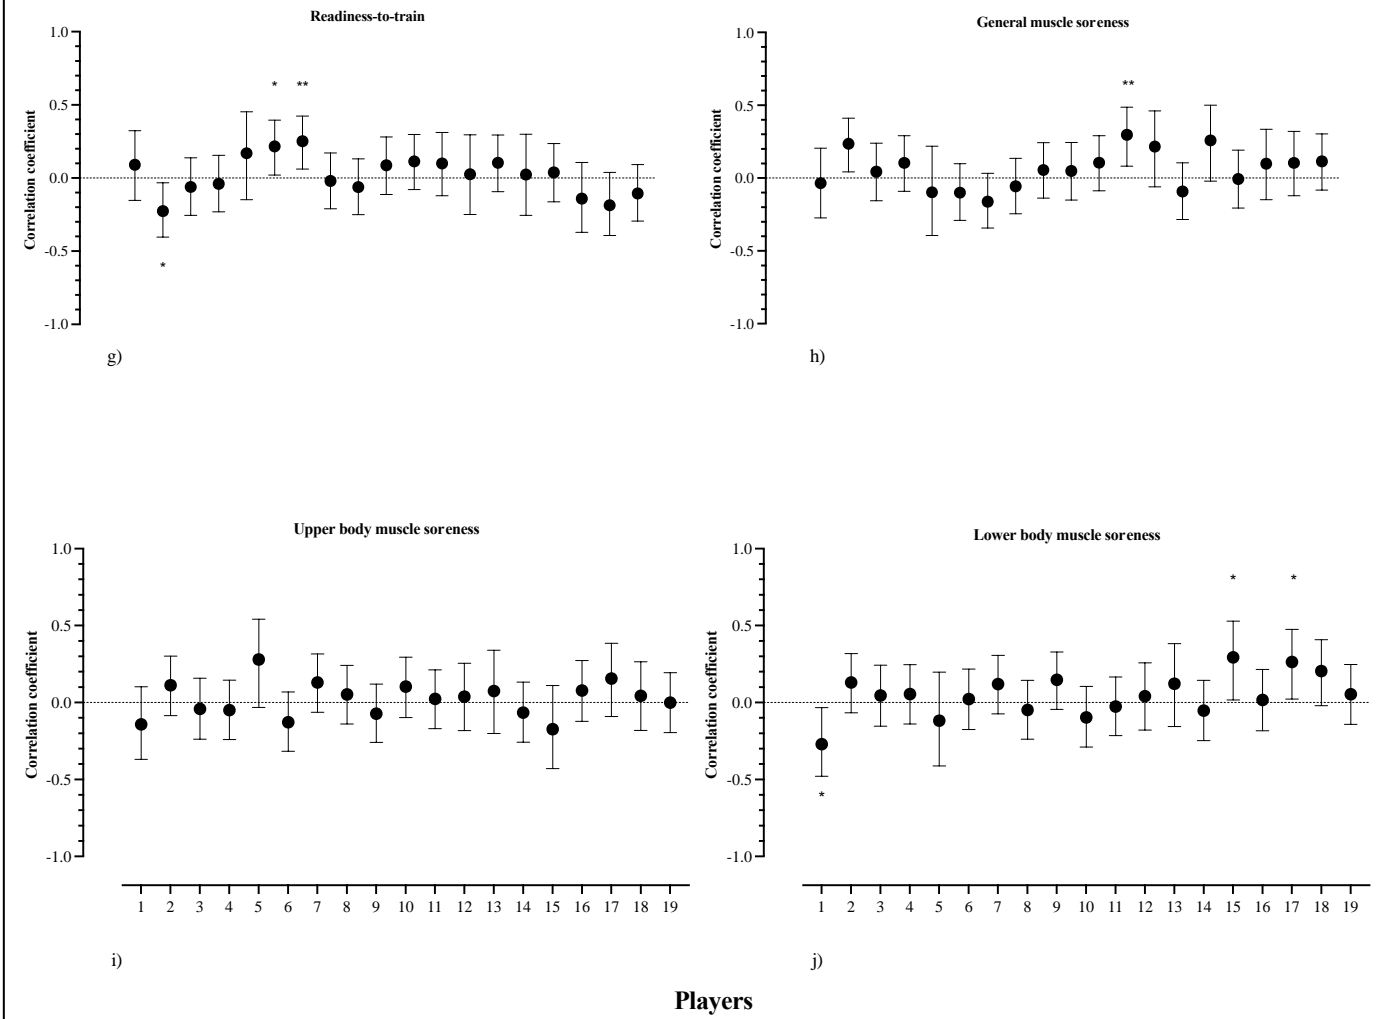 Readiness-to-train
1.0
0.5
0.0
-0.5
-1.0
Correlation coefficient
* **
*
g)
General muscle soreness
1.0
0.5
0.0
-0.5
-1.0
Correlation coefficient
**
h)
Upper body muscle soreness
1.0
0.5
0.0
-0.5
-1.0
Correlation coefficient
1 2 3 4 5 6 7 8 9 10 11 12 13 14 15 16 17 18 19
i)
Lower body muscle soreness
1.0
0.5
0.0
-0.5
-1.0
Correlation coefficient
* *
*
1 2 3 4 5 6 7 8 9 10 11 12 13 14 15 16 17 18 19
j)
Players